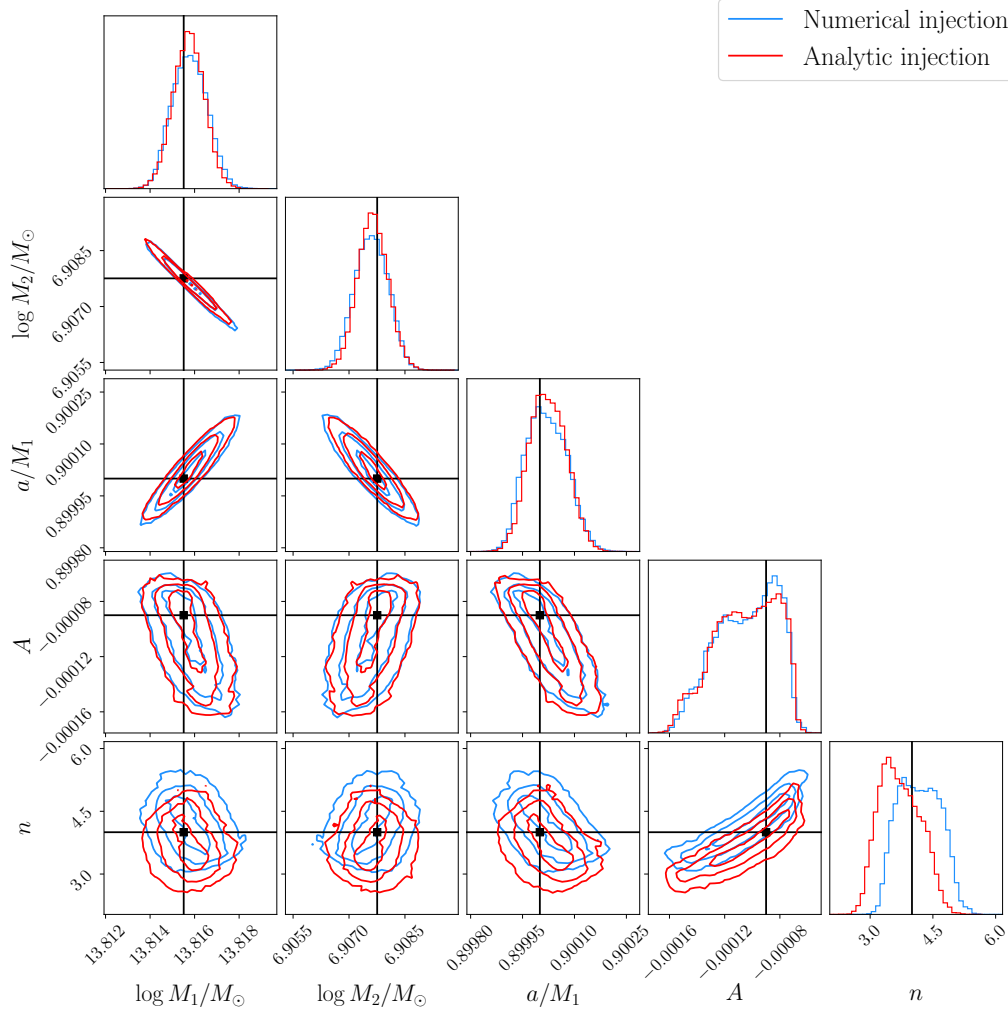 Numerical injection
Analytic injection
log M₂/M⊙
6.9085
6.9070
6.9055
a/M₁
0.90025
0.90010
0.89995
0.89980
A
−0.00008
−0.00012
−0.00016
n
6.0
4.5
3.0
13.812 13.814 13.816 13.818
6.9055 6.9070 6.9085
0.89980 0.89995 0.90010 0.90025
−0.00016 −0.00012 −0.00008
3.0 4.5 6.0
log M₁/M⊙ log M₂/M⊙ a/M₁ A n